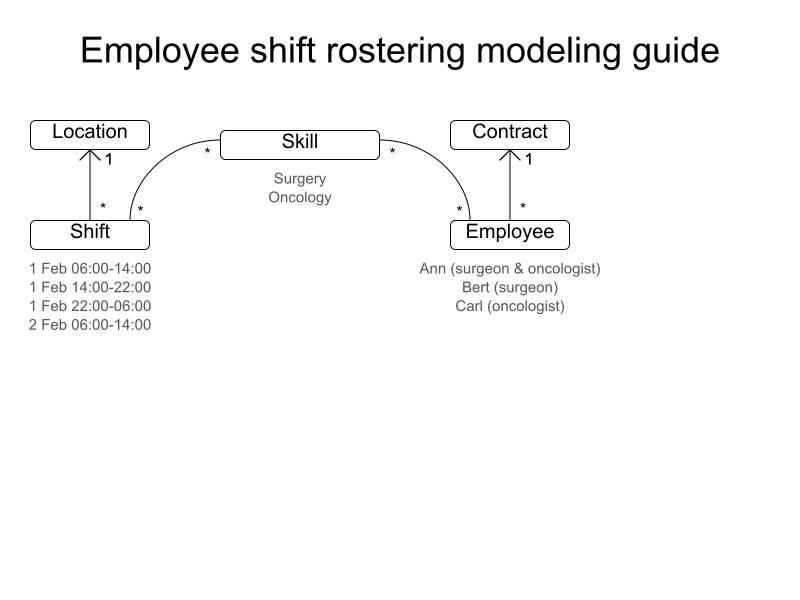 Employee shift rostering modeling guide
Location
Skill
Contract
1
*
*
1
Surgery
Oncology
*
*
*
*
Shift
Employee
1 Feb 06:00-14:00
1 Feb 14:00-22:00
1 Feb 22:00-06:00
2 Feb 06:00-14:00
Ann (surgeon & oncologist)
Bert (surgeon)
Carl (oncologist)